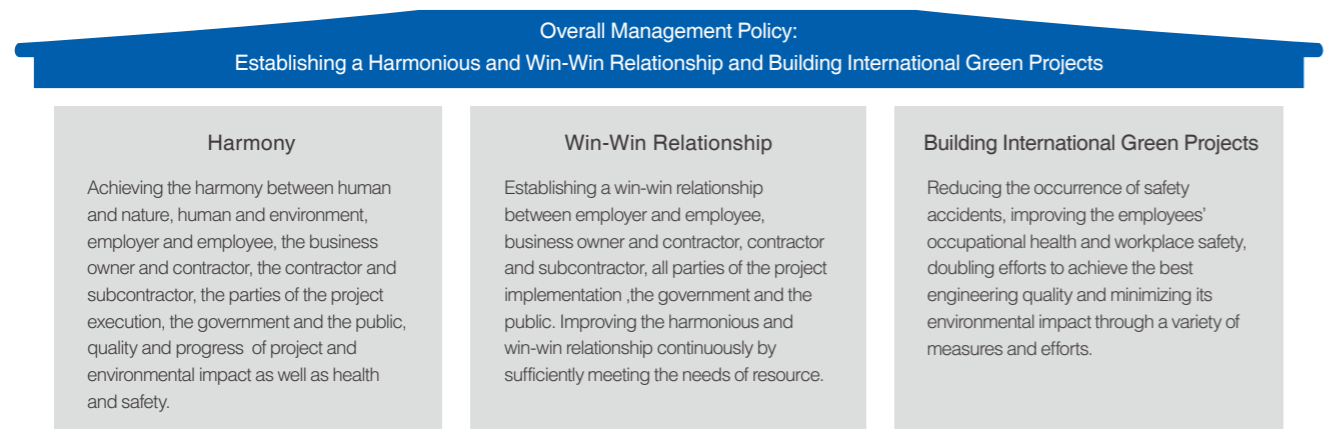 Overall Management Policy:
Establishing a Harmonious and Win-Win Relationship and Building International Green Projects
Harmony
Achieving the harmony between human
and nature, human and environment,
employer and employee, the business
owner and contractor, the contractor and
subcontractor, the parties of the project
execution, the government and the public,
quality and progress  of project and
environmental impact as well as health
and safety.
Win-Win Relationship
Establishing a win-win relationship
between employer and employee,
business owner and contractor, contractor
and subcontractor, all parties of the project
implementation ,the government and the
public. Improving the harmonious and
win-win relationship continuously by
sufficiently meeting the needs of resource.
Building International Green Projects
Reducing the occurrence of safety
accidents, improving the employees’
occupational health and workplace safety,
doubling efforts to achieve the best
engineering quality and minimizing its
environmental impact through a variety of
measures and efforts.